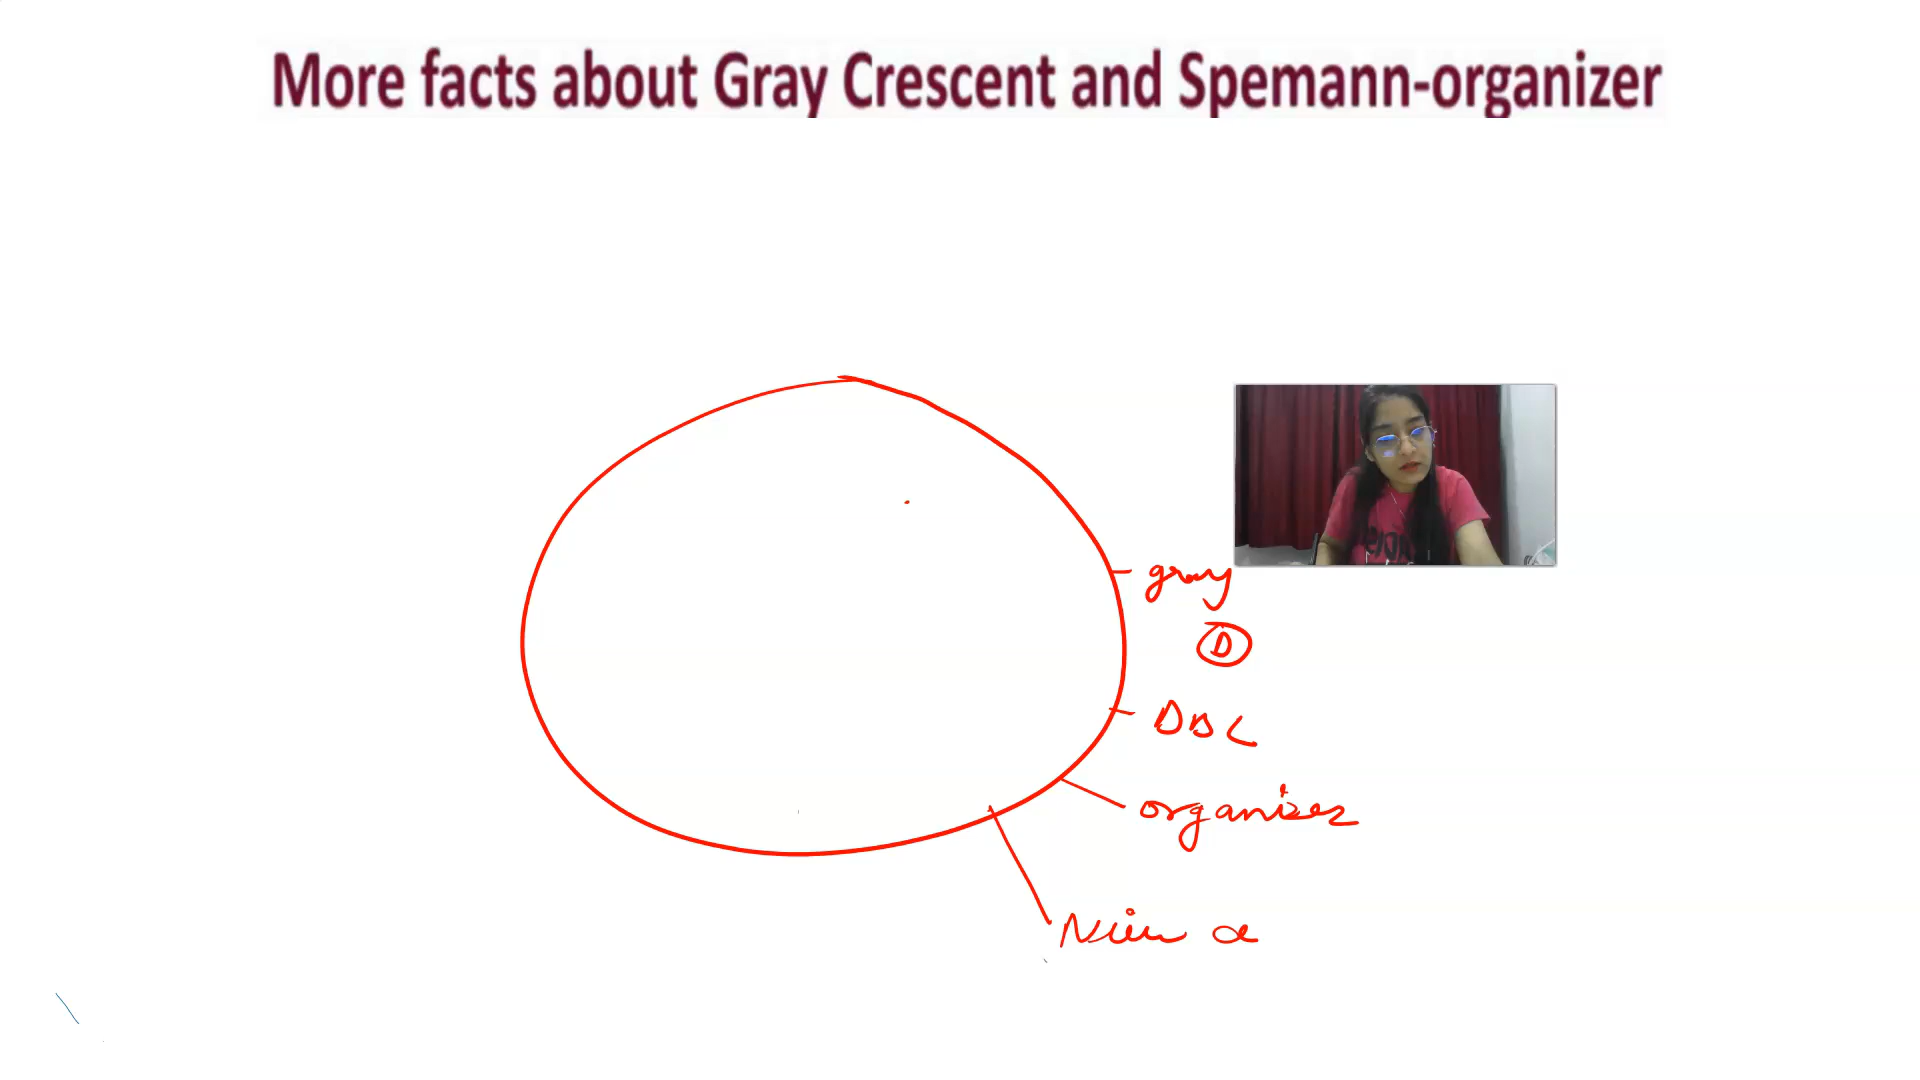 More facts about Gray Crescent and Spemann-organizer
gray
D
DBL
organizer